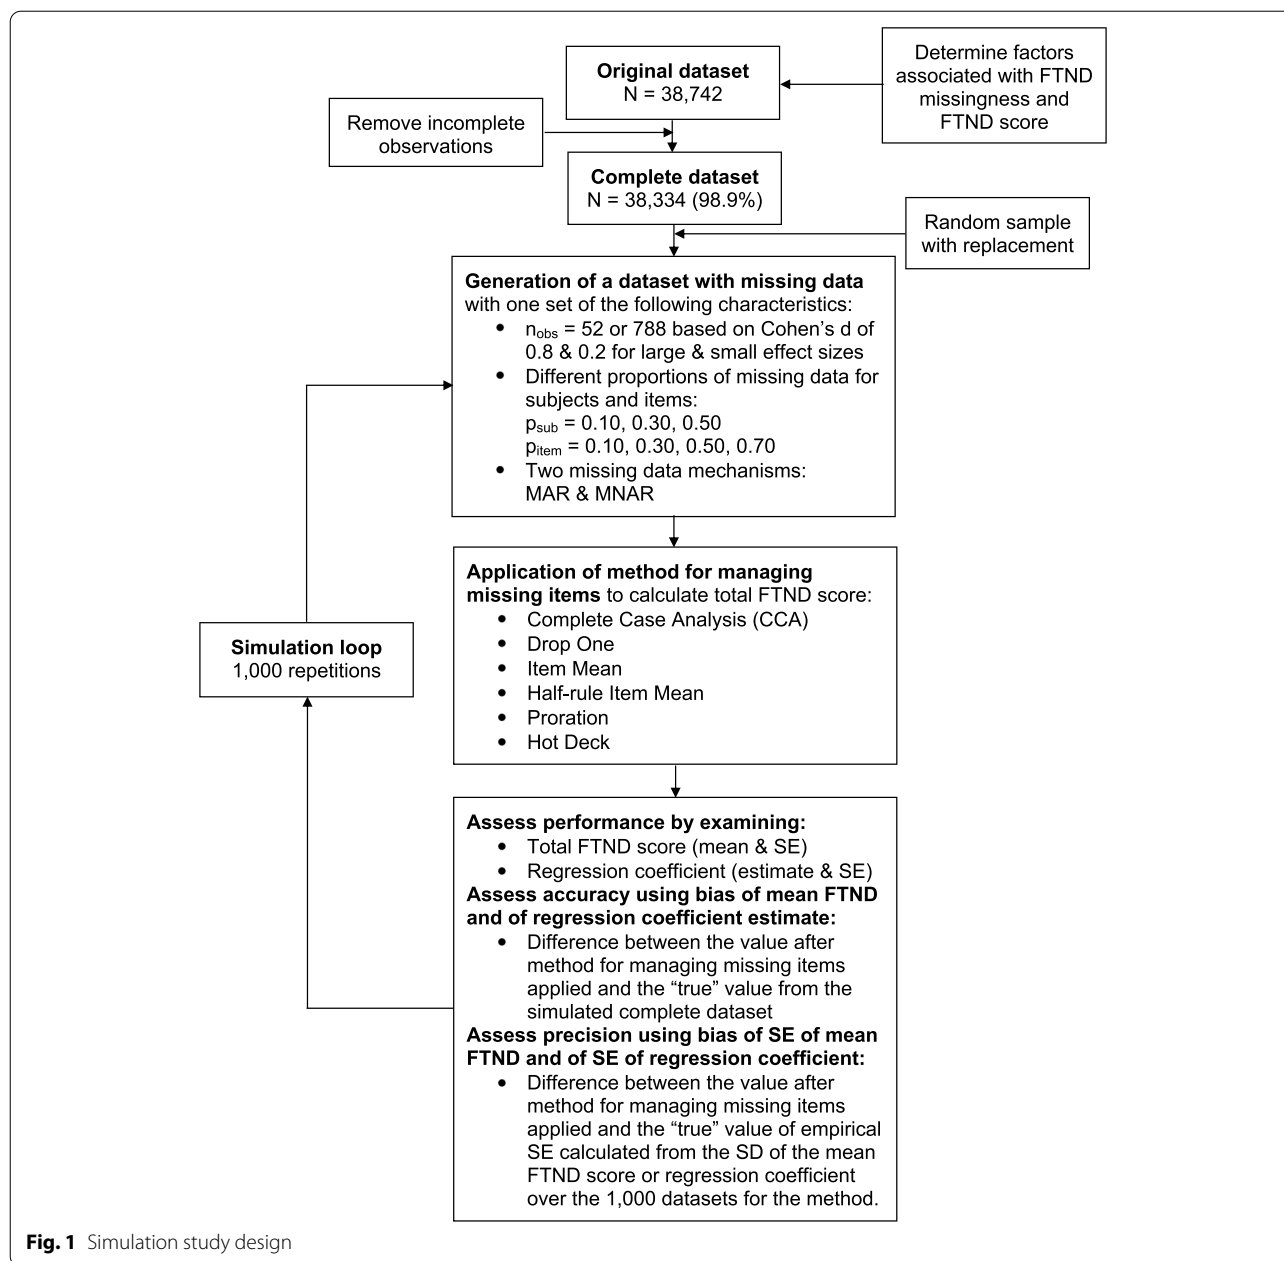 Original dataset
N = 38,742
Determine factors
associated with FTND
missingness and
FTND score
Remove incomplete
observations
Complete dataset
N = 38,334 (98.9%)
Random sample
with replacement
Generation of a dataset with missing data
with one set of the following characteristics:
• nobs = 52 or 788 based on Cohen’s d of
0.8 & 0.2 for large & small effect sizes
• Different proportions of missing data for
subjects and items:
psub = 0.10, 0.30, 0.50
pitem = 0.10, 0.30, 0.50, 0.70
• Two missing data mechanisms:
MAR & MNAR
Application of method for managing
missing items to calculate total FTND score:
• Complete Case Analysis (CCA)
• Drop One
• Item Mean
• Half-rule Item Mean
• Proration
• Hot Deck
Simulation loop
1,000 repetitions
Assess performance by examining:
• Total FTND score (mean & SE)
• Regression coefficient (estimate & SE)
Assess accuracy using bias of mean FTND
and of regression coefficient estimate:
• Difference between the value after
method for managing missing items
applied and the “true” value from the
simulated complete dataset
Assess precision using bias of SE of mean
FTND and of SE of regression coefficient:
• Difference between the value after
method for managing missing items
applied and the “true” value of empirical
SE calculated from the SD of the mean
FTND score or regression coefficient
over the 1,000 datasets for the method.
Fig. 1 Simulation study design